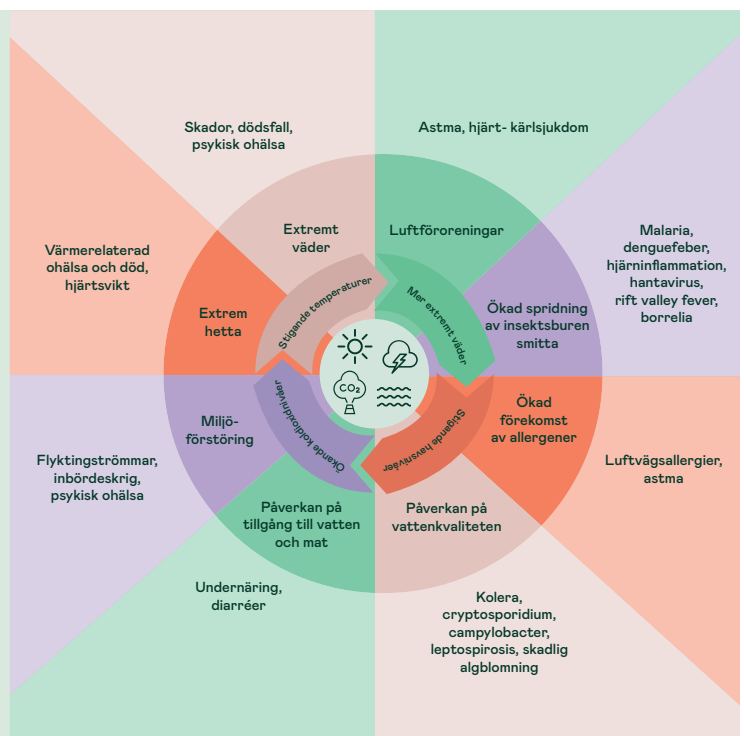 Skador, dödsfall,
psykisk ohälsa
Astma, hjärt- kärlsjukdom
Extremt
väder
Luftföroreningar
Malaria,
denguefeber,
hjärninflammation,
hantavirus,
rift valley fever,
borrelia
Värmerelaterad
ohälsa och död,
hjärtsvikt
Extrem
hetta
Stigande temperaturer
Mer extremt väder
Ökad spridning
av insektsburen
smitta
CO₂
Ökande koldioxidnivåer
Stigande havsnivåer
Ökad
förekomst
av allergener
Miljö-
förstöring
Flyktingströmmar,
inbördeskrig,
psykisk ohälsa
Luftvägsallergier,
astma
Påverkan på
tillgång till vatten
och mat
Påverkan på
vattenkvaliteten
Undernäring,
diarréer
Kolera,
cryptosporidium,
campylobacter,
leptospirosis, skadlig
algblomning